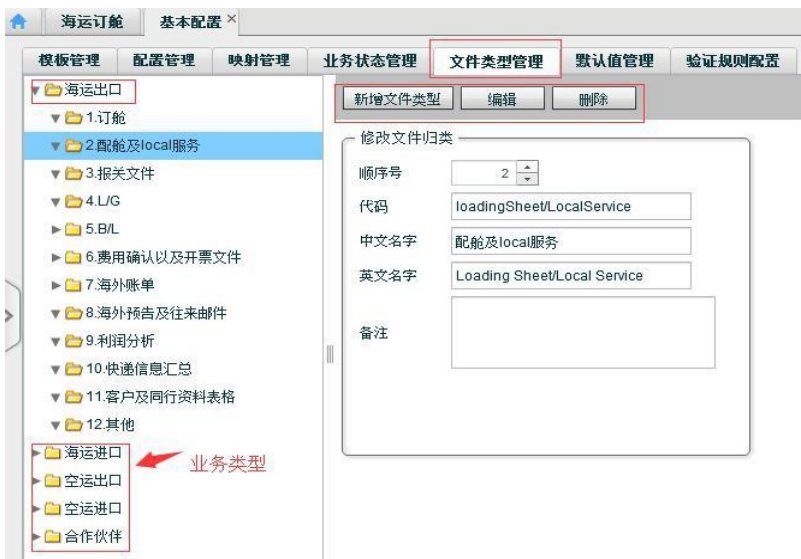 海运订舱 基本配置 ×
模板管理 配置管理 映射管理 业务状态管理 文件类型管理 默认值管理 验证规则配置
海运出口
1.订舱
2.配舱及local服务
3.报关文件
4.L/G
5.B/L
6.费用确认以及开票文件
7.海外账单
8.海外预告及往来邮件
9.利润分析
10.快递信息汇总
11.客户及同行资料表格
12.其他
海运进口
空运出口
空运进口
合作伙伴
业务类型
新增文件类型 编辑 删除
修改文件归类
顺序号 2
代码 loadingSheet/LocalService
中文名字 配舱及local服务
英文名字 Loading Sheet/Local Service
备注